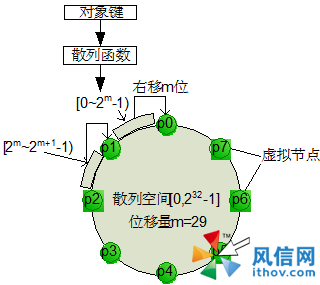 对象键
散列函数
右移m位
[0~2^m-1)
p0
[2^m~2^m+1-1)
p1
p7
虚拟节点
p2
散列空间[0,2^32-1]
p6
位移量m=29
p3
p4
TM
风信网
ithov.com